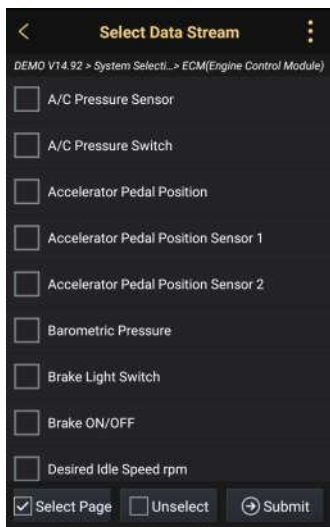 Select Data Stream
DEMO V14.92 > System Selecti...> ECM(Engine Control Module)
A/C Pressure Sensor
A/C Pressure Switch
Accelerator Pedal Position
Accelerator Pedal Position Sensor 1
Accelerator Pedal Position Sensor 2
Barometric Pressure
Brake Light Switch
Brake ON/OFF
Desired Idle Speed rpm
Select Page Unselect Submit